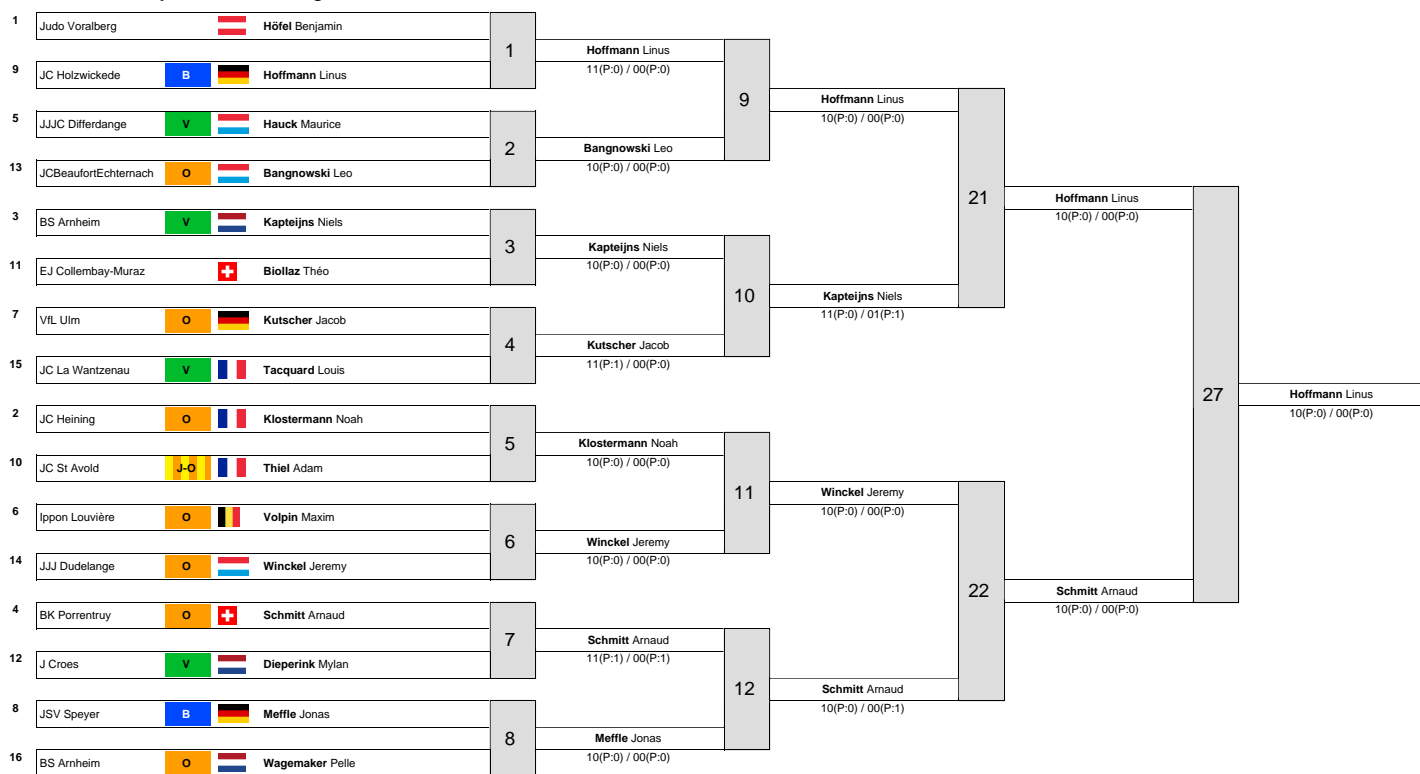 1 Judo Voralberg Höfel Benjamin
1
Hoffmann Linus
11(P:0) / 00(P:0)
9 JC Holzwickede B Hoffmann Linus
9
Hoffmann Linus
10(P:0) / 00(P:0)
5 JJJC Differdange V Hauck Maurice
2
Bangnowski Leo
10(P:0) / 00(P:0)
13 JCBeaufortEchternach O Bangnowski Leo
21
Hoffmann Linus
10(P:0) / 00(P:0)
3 BS Arnheim V Kapteijns Niels
3
Kapteijns Niels
10(P:0) / 00(P:0)
11 EJ Collembay-Muraz Biollaz Théo
10
Kapteijns Niels
11(P:0) / 01(P:1)
7 VfL Ulm O Kutscher Jacob
4
Kutscher Jacob
11(P:1) / 00(P:0)
15 JC La Wantzenau V Tacquard Louis
27
Hoffmann Linus
10(P:0) / 00(P:0)
2 JC Heining O Klostermann Noah
5
Klostermann Noah
10(P:0) / 00(P:0)
10 JC St Avold J-O Thiel Adam
11
Winckel Jeremy
10(P:0) / 00(P:0)
6 Ippon Louvière O Volpin Maxim
6
Winckel Jeremy
10(P:0) / 00(P:0)
14 JJJ Dudelange O Winckel Jeremy
22
Schmitt Arnaud
10(P:0) / 00(P:0)
4 BK Porrentruy O Schmitt Arnaud
7
Schmitt Arnaud
11(P:1) / 00(P:1)
12 J Croes V Dieperink Mylan
12
Schmitt Arnaud
10(P:0) / 00(P:1)
8 JSV Speyer B Meffle Jonas
8
Meffle Jonas
10(P:0) / 00(P:0)
16 BS Arnheim O Wagemaker Pelle